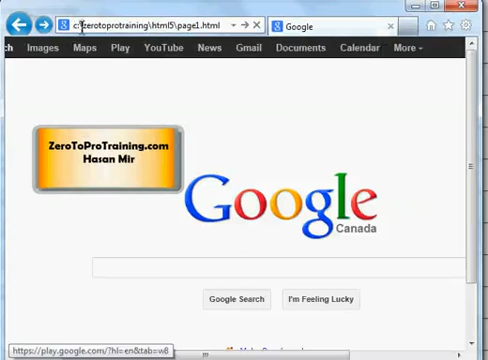 c:\zerotoprotraining\html5\page1.html
Google
ch Images Maps Play YouTube News Gmail Documents Calendar More
ZeroToProTraining.com
Hasan Mir
Google
Canada
Google Search I'm Feeling Lucky
https://play.google.com/?hl=en&tab=w8